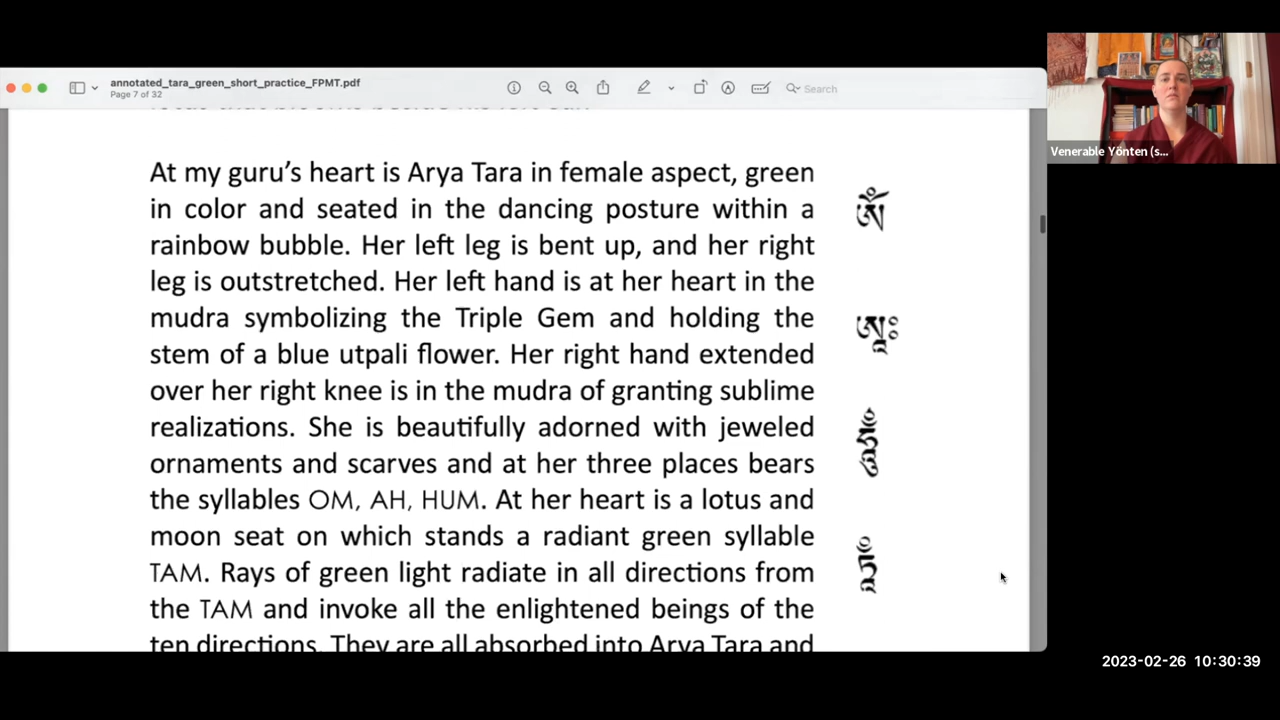 annotated_tara_green_short_practice_FPMT.pdf
Page 7 of 32
Search
At my guru’s heart is Arya Tara in female aspect, green
in color and seated in the dancing posture within a
rainbow bubble. Her left leg is bent up, and her right
leg is outstretched. Her left hand is at her heart in the
mudra symbolizing the Triple Gem and holding the
stem of a blue utpali flower. Her right hand extended
over her right knee is in the mudra of granting sublime
realizations. She is beautifully adorned with jeweled
ornaments and scarves and at her three places bears
the syllables OM, AH, HUM. At her heart is a lotus and
moon seat on which stands a radiant green syllable
TAM. Rays of green light radiate in all directions from
the TAM and invoke all the enlightened beings of the
ten directions. They are all absorbed into Arya Tara and
ༀ
ཨཱཿ
ཧཱུྃ
ཏཱྃ
Venerable Yönten (s...
2023-02-26 10:30:39